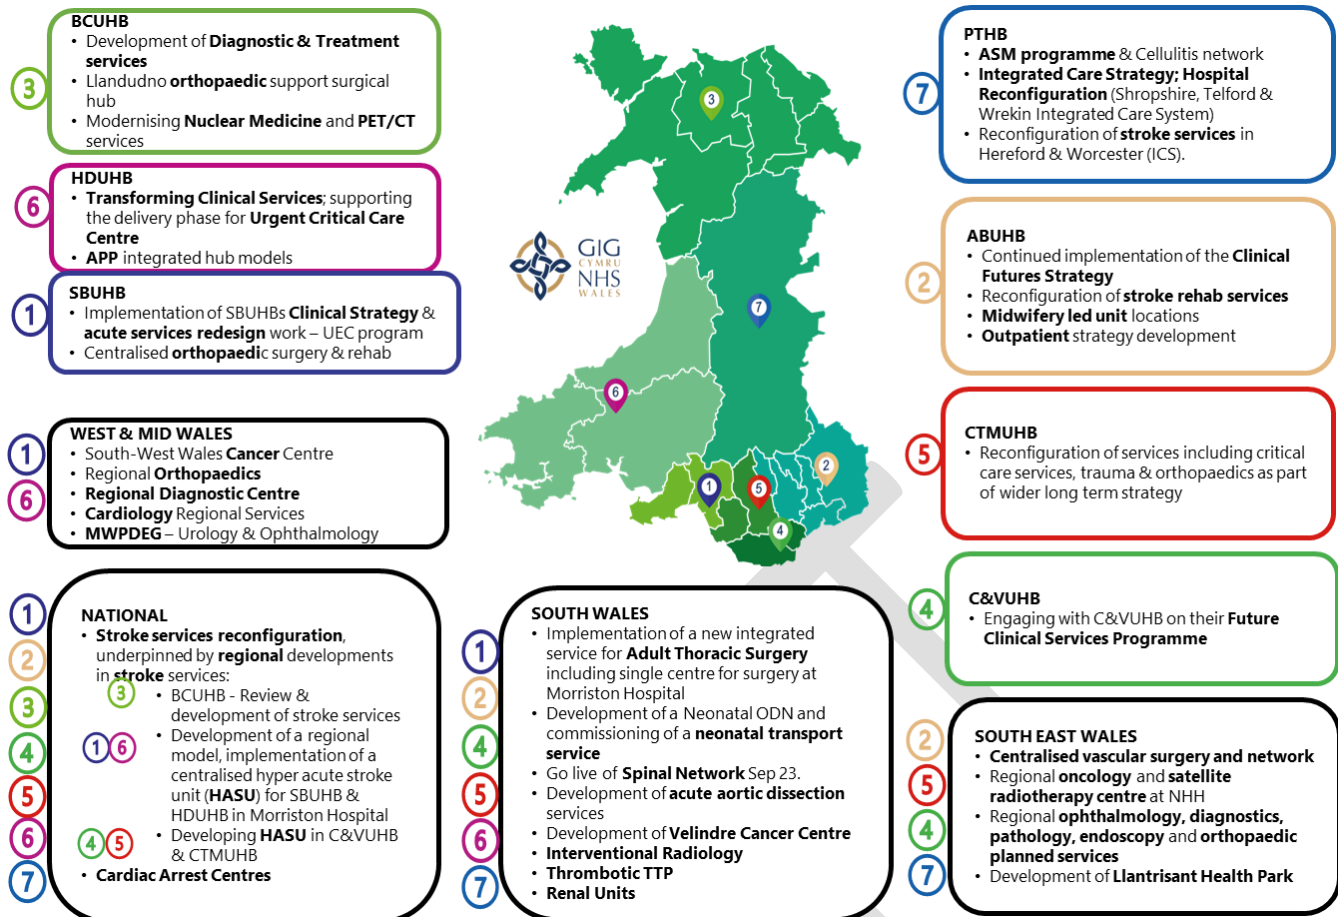 BCUHB
• Development of Diagnostic & Treatment
services
• Llandudno orthopaedic support surgical
hub
• Modernising Nuclear Medicine and PET/CT
services
3
HDUHB
• Transforming Clinical Services; supporting
the delivery phase for Urgent Critical Care
Centre
• APP integrated hub models
6
SBUHB
• Implementation of SBUHBs Clinical Strategy &
acute services redesign work – UEC program
• Centralised orthopaedic surgery & rehab
1
WEST & MID WALES
• South-West Wales Cancer Centre
• Regional Orthopaedics
• Regional Diagnostic Centre
• Cardiology Regional Services
• MWPDEG – Urology & Ophthalmology
1
6
NATIONAL
• Stroke services reconfiguration,
underpinned by regional developments
in stroke services:
3
• BCUHB - Review &
development of stroke services
1 6
• Development of a regional
model, implementation of a
centralised hyper acute stroke
unit (HASU) for SBUHB &
HDUHB in Morriston Hospital
4 5
• Developing HASU in C&VUHB
& CTMUHB
• Cardiac Arrest Centres
1
2
3
4
5
6
7
GIG
CYMRU
NHS
WALES
3
7
6
2
1
5
4
SOUTH WALES
• Implementation of a new integrated
service for Adult Thoracic Surgery
including single centre for surgery at
Morriston Hospital
• Development of a Neonatal ODN and
commissioning of a neonatal transport
service
• Go live of Spinal Network Sep 23.
• Development of acute aortic dissection
services
• Development of Velindre Cancer Centre
• Interventional Radiology
• Thrombotic TTP
• Renal Units
1
2
4
5
6
7
PTHB
• ASM programme & Cellulitis network
• Integrated Care Strategy; Hospital
Reconfiguration (Shropshire, Telford &
Wrekin Integrated Care System)
• Reconfiguration of stroke services in
Hereford & Worcester (ICS).
7
ABUHB
• Continued implementation of the Clinical
Futures Strategy
• Reconfiguration of stroke rehab services
• Midwifery led unit locations
• Outpatient strategy development
2
CTMUHB
• Reconfiguration of services including critical
care services, trauma & orthopaedics as part
of wider long term strategy
5
C&VUHB
• Engaging with C&VUHB on their Future
Clinical Services Programme
4
SOUTH EAST WALES
• Centralised vascular surgery and network
• Regional oncology and satellite
radiotherapy centre at NHH
• Regional ophthalmology, diagnostics,
pathology, endoscopy and orthopaedic
planned services
• Development of Llantrisant Health Park
2
5
4
7